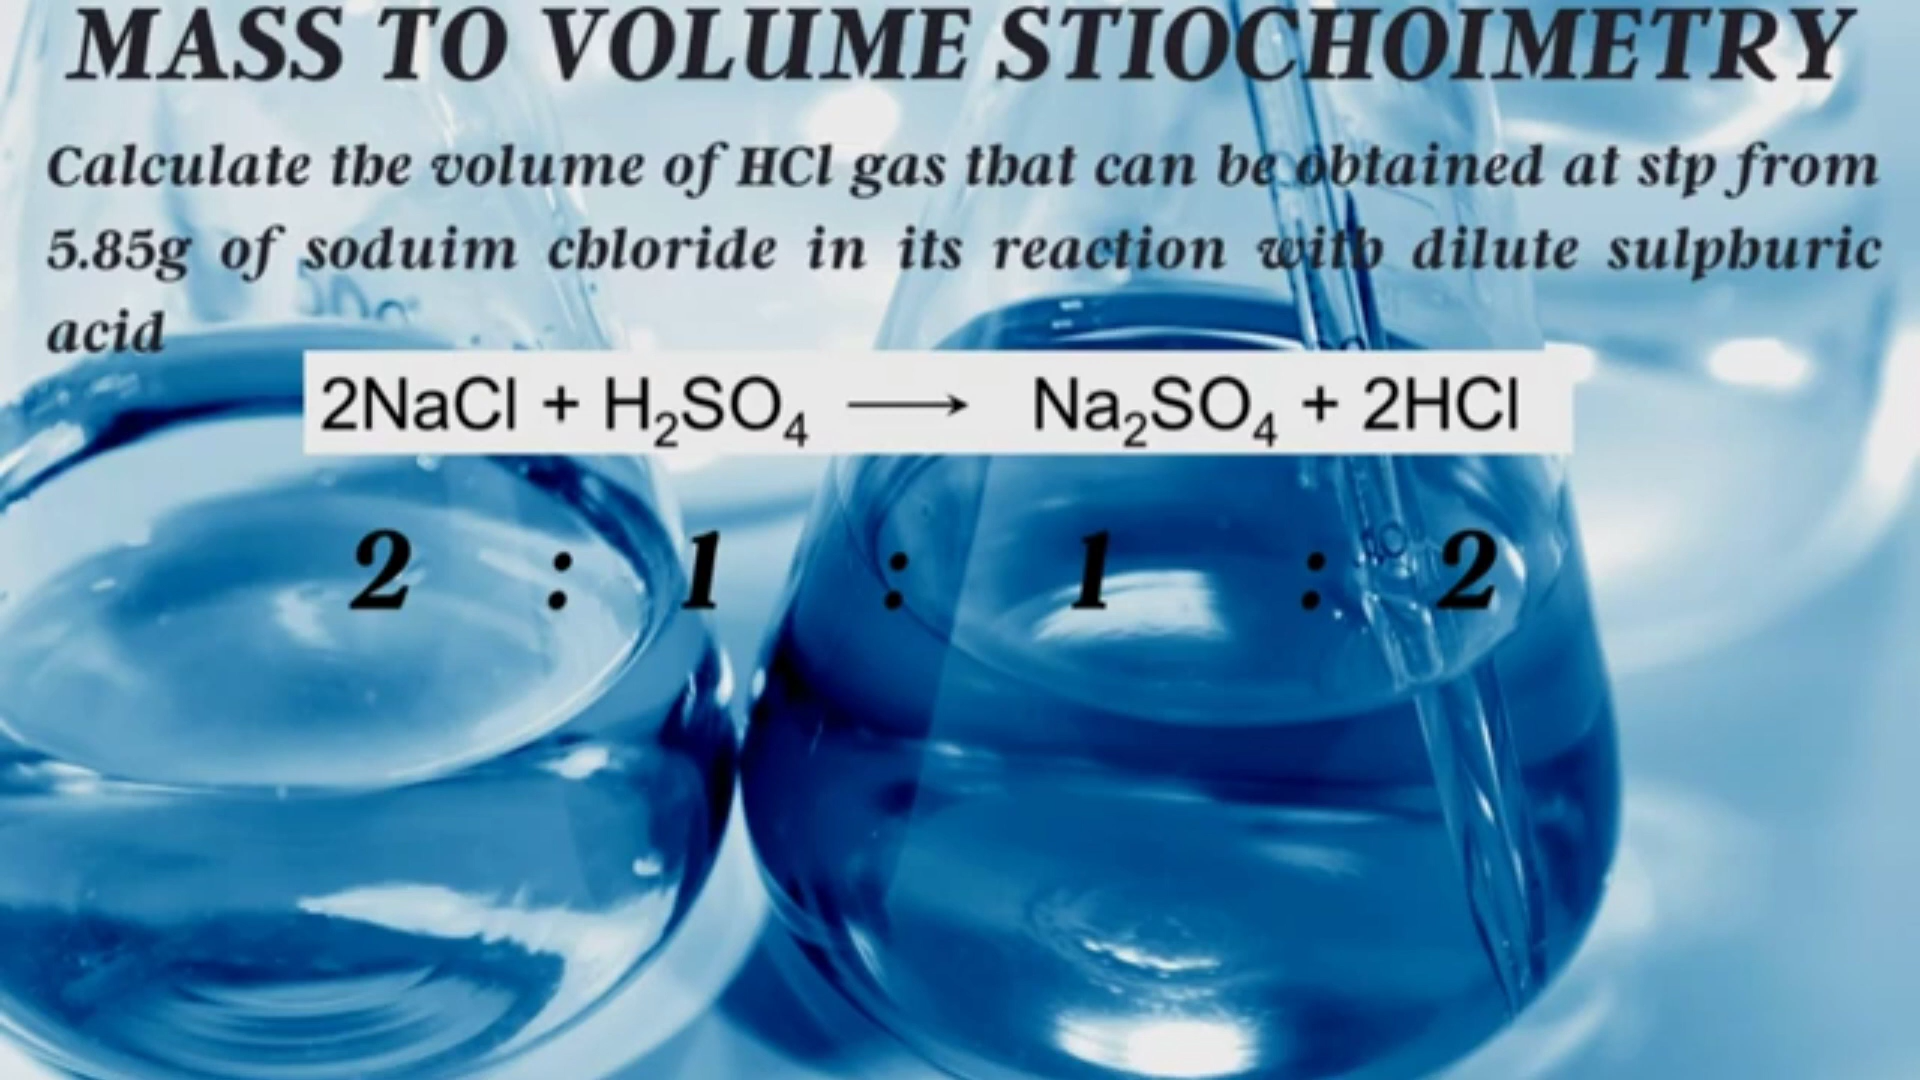 MASS TO VOLUME STIOCHOIMETRY
Calculate the volume of HCl gas that can be obtained at stp from
5.85g of soduim chloride in its reaction with dilute sulphuric
acid
2NaCl + H₂SO₄ ⟶ Na₂SO₄ + 2HCl
2 : 1 : 1 : 2